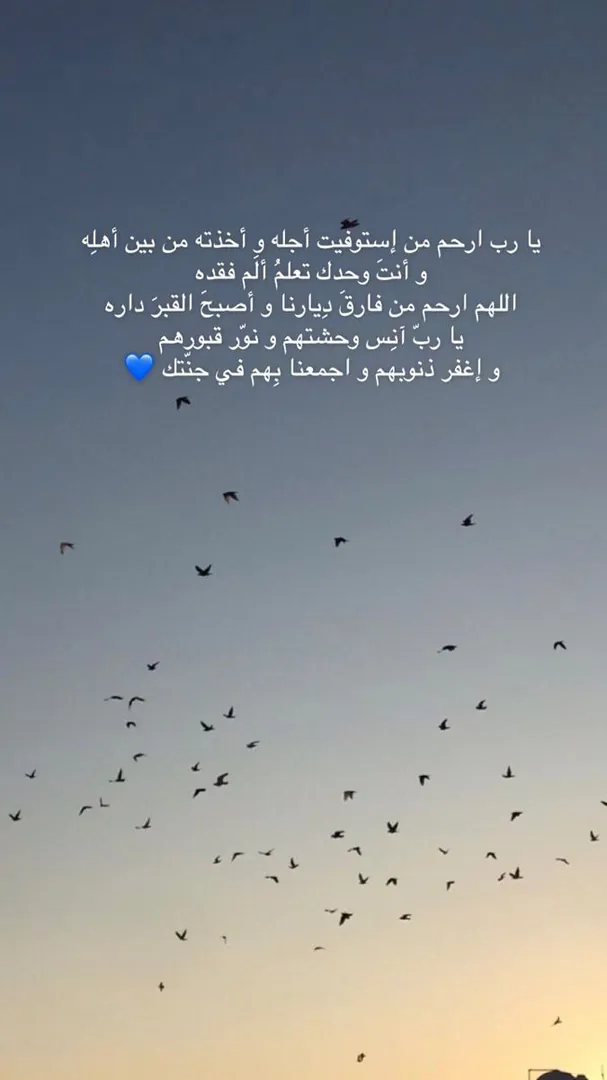 يا رب ارحم من إستوفيت أجله و أخذته من بين أهلِه
و أنتَ وحدك تعلمُ ألَم فقده
اللهم ارحم من فارقَ دِيارنا و أصبحَ القبرَ داره
يا ربّ آنِس وحشتهم و نوّر قبورهم
و إغفر ذنوبهم و اجمعنا بِهم في جنّتك 💙